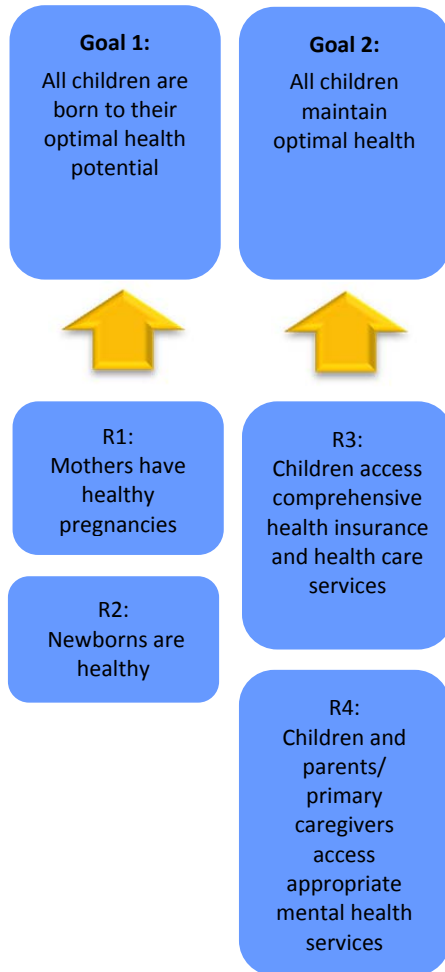 Goal 1:
All children are
born to their
optimal health
potential
Goal 2:
All children
maintain
optimal health
R1:
Mothers have
healthy
pregnancies
R2:
Newborns are
healthy
R3:
Children access
comprehensive
health insurance
and health care
services
R4:
Children and
parents/
primary
caregivers
access
appropriate
mental health
services